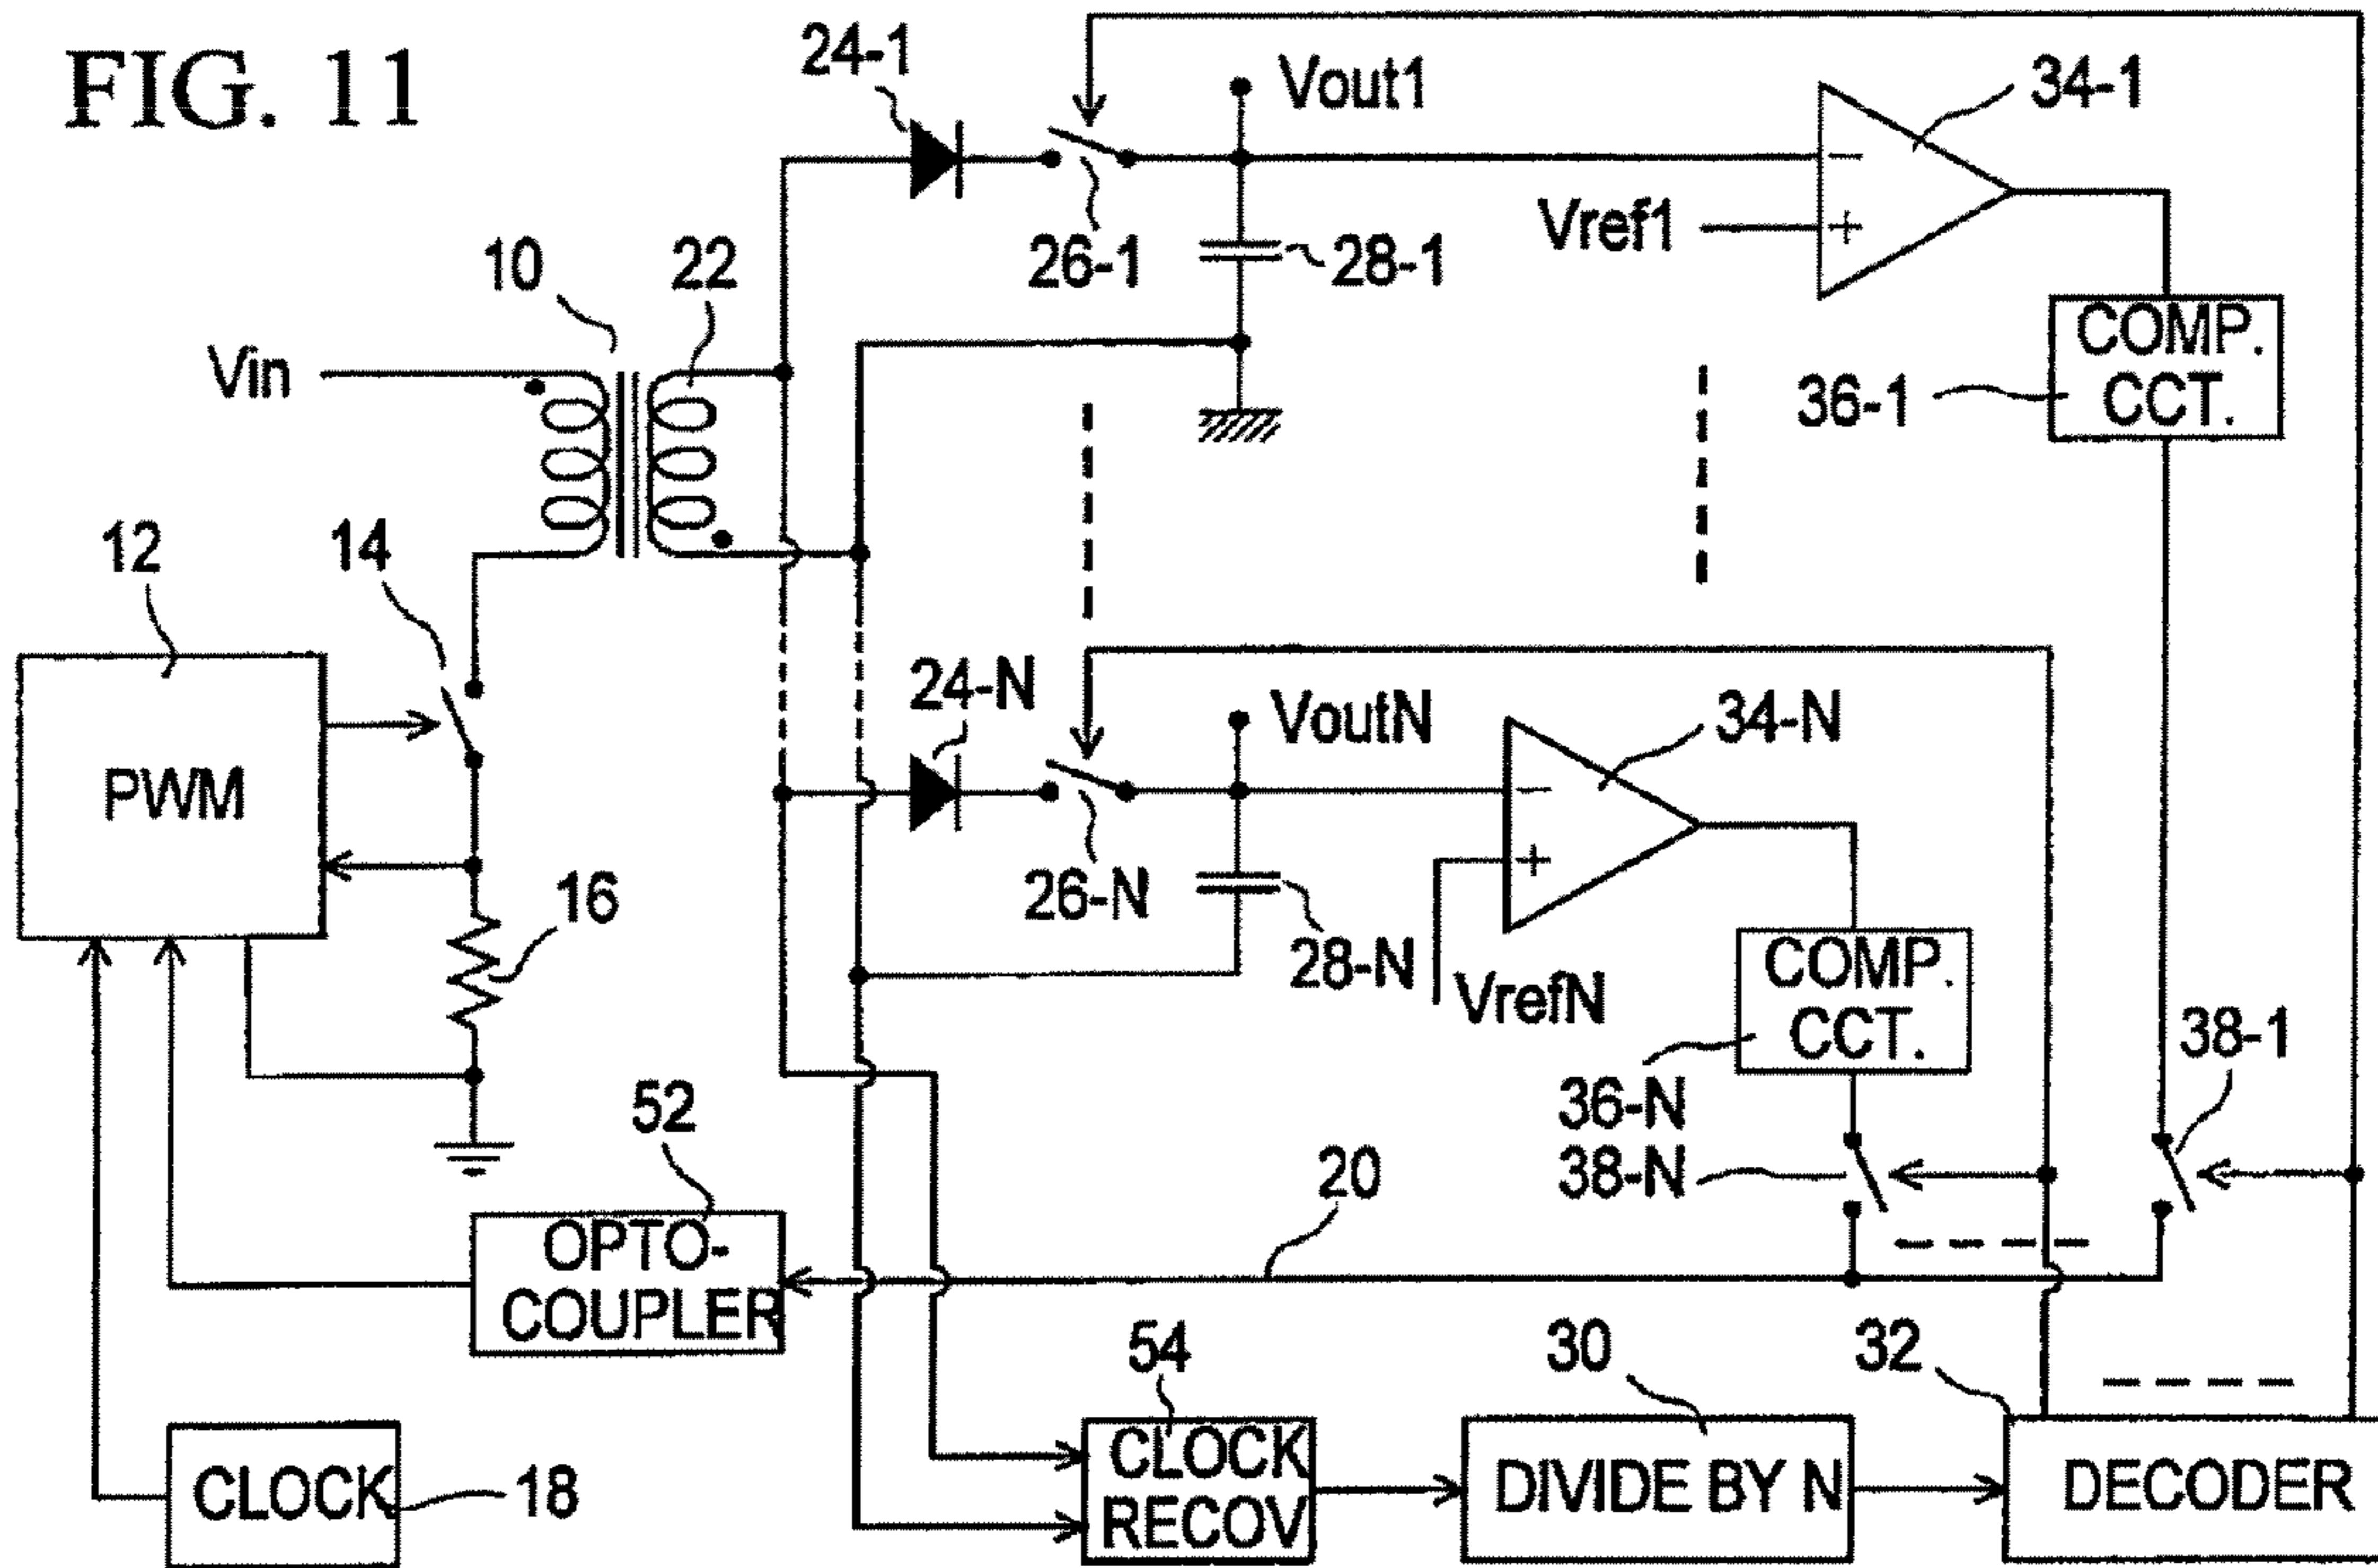 FIG. 11
24-1
Vout1
34-1
26-1
Vref1
28-1
10
22
Vin
COMP.
CCT.
36-1
12
14
24-N
VoutN
34-N
PWM
16
26-N
28-N
VrefN
COMP.
CCT.
38-1
36-N
52
38-N
20
OPTO-
COUPLER
54
30
32
CLOCK
18
CLOCK
RECOV
DIVIDE BY N
DECODER